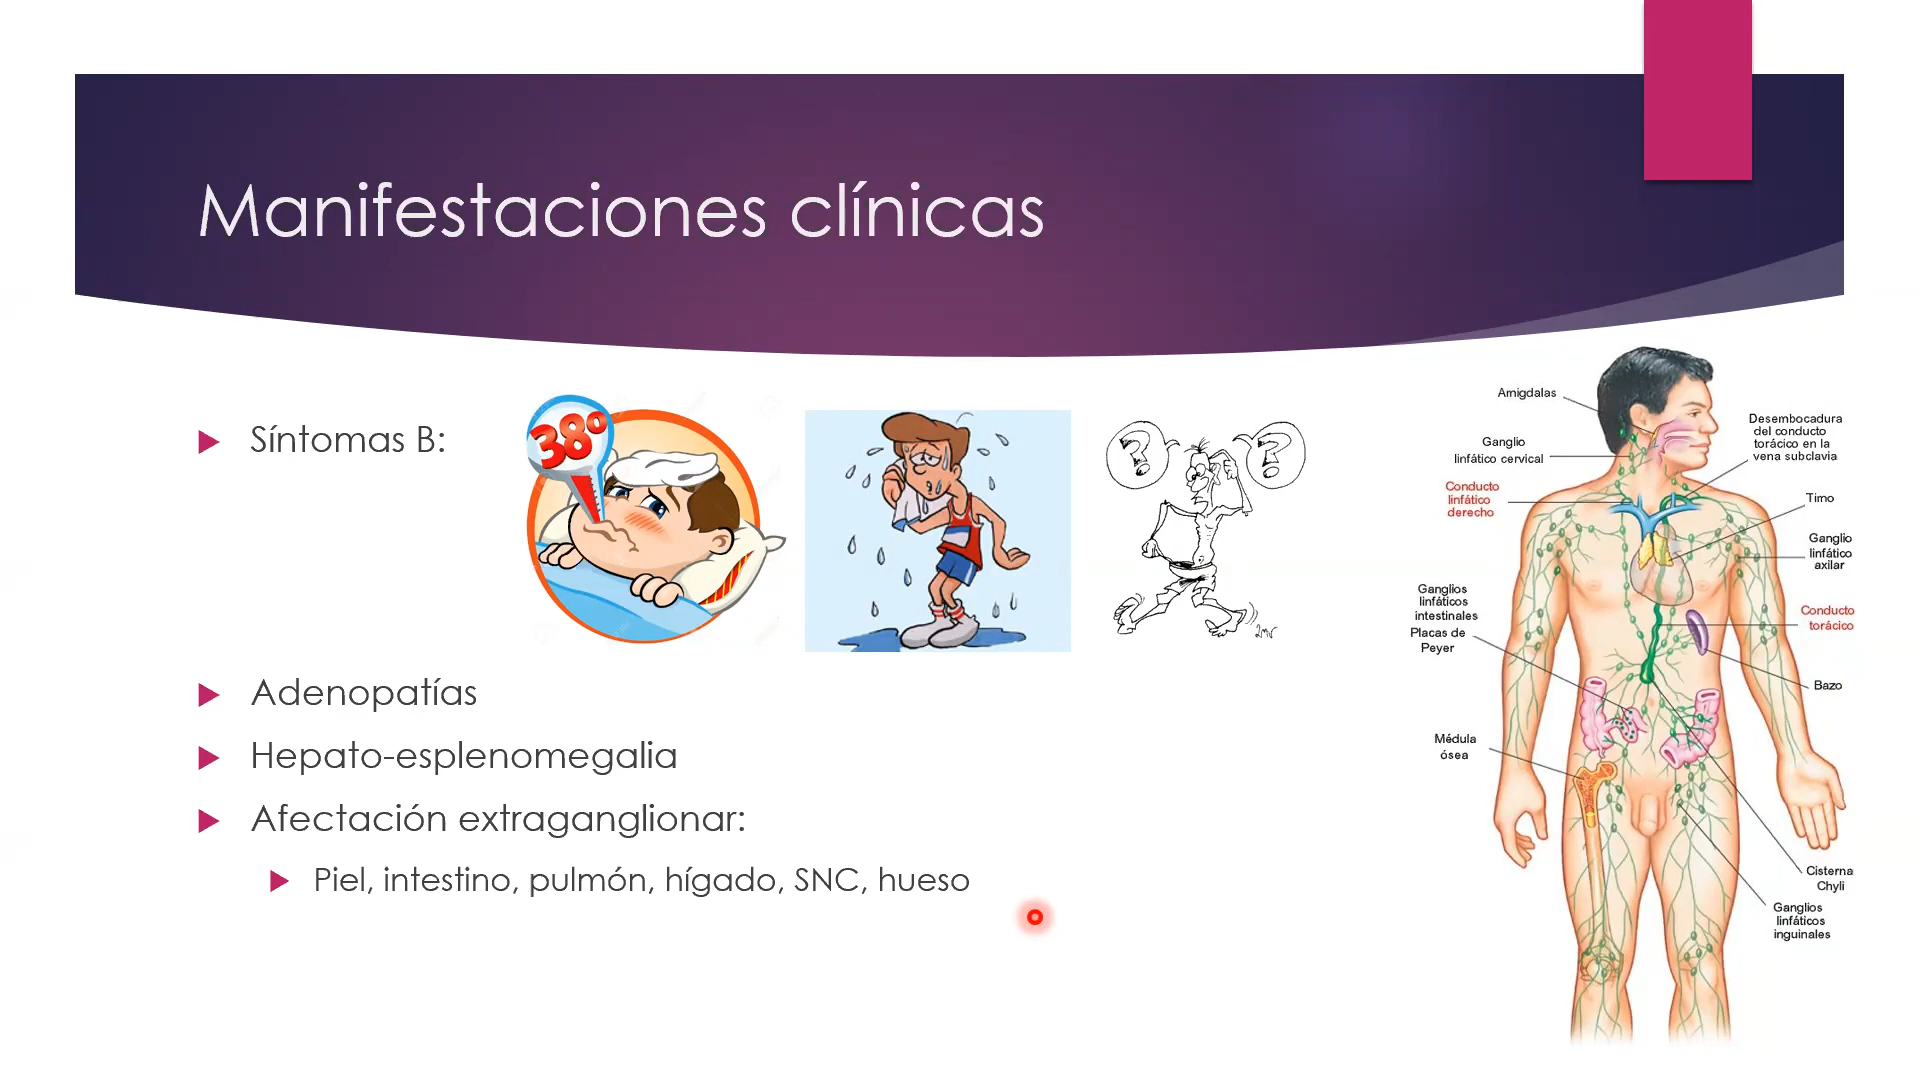 Manifestaciones clínicas
Síntomas B:
38º
?
?
Adenopatías
Hepato-esplenomegalia
Afectación extraganglionar:
Piel, intestino, pulmón, hígado, SNC, hueso
Amigdalas
Ganglio
linfático cervical
Conducto
linfático
derecho
Desembocadura
del conducto
torácico en la
vena subclavia
Timo
Ganglio
linfático
axilar
Ganglios
linfáticos
intestinales
Placas de
Peyer
Conducto
torácico
Bazo
Médula
ósea
Cisterna
Chyli
Ganglios
linfáticos
inguinales